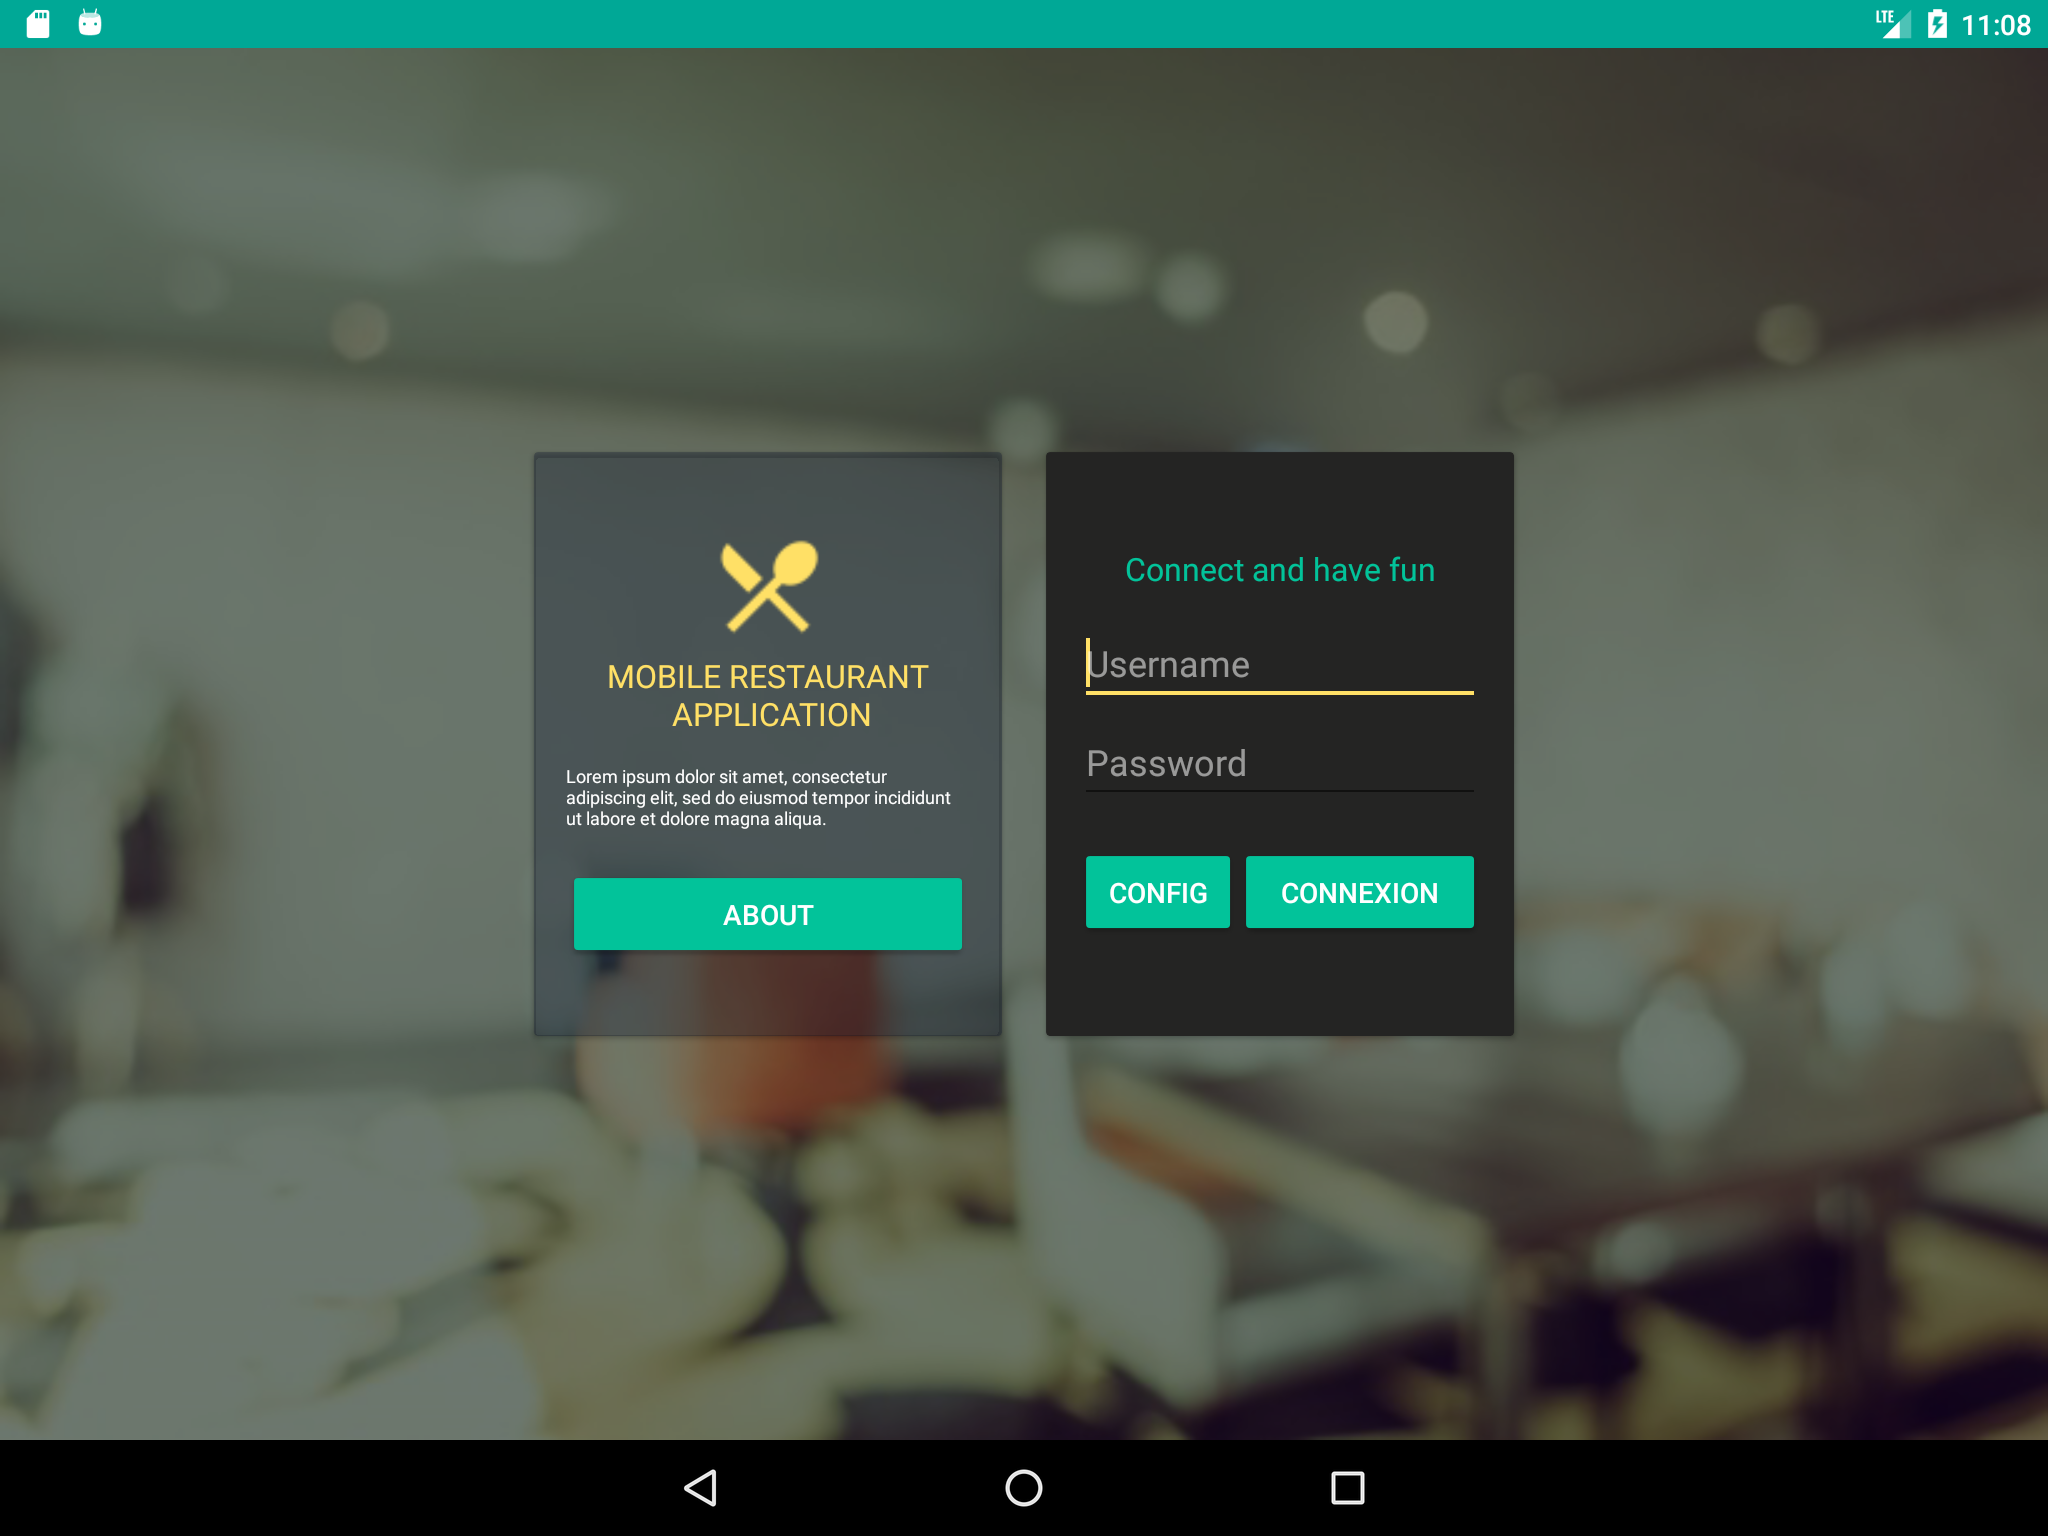 LTE 11:08
MOBILE RESTAURANT
APPLICATION
Lorem ipsum dolor sit amet, consectetur
adipiscing elit, sed do eiusmod tempor incididunt
ut labore et dolore magna aliqua.
ABOUT
Connect and have fun
Username
Password
CONFIG CONNEXION